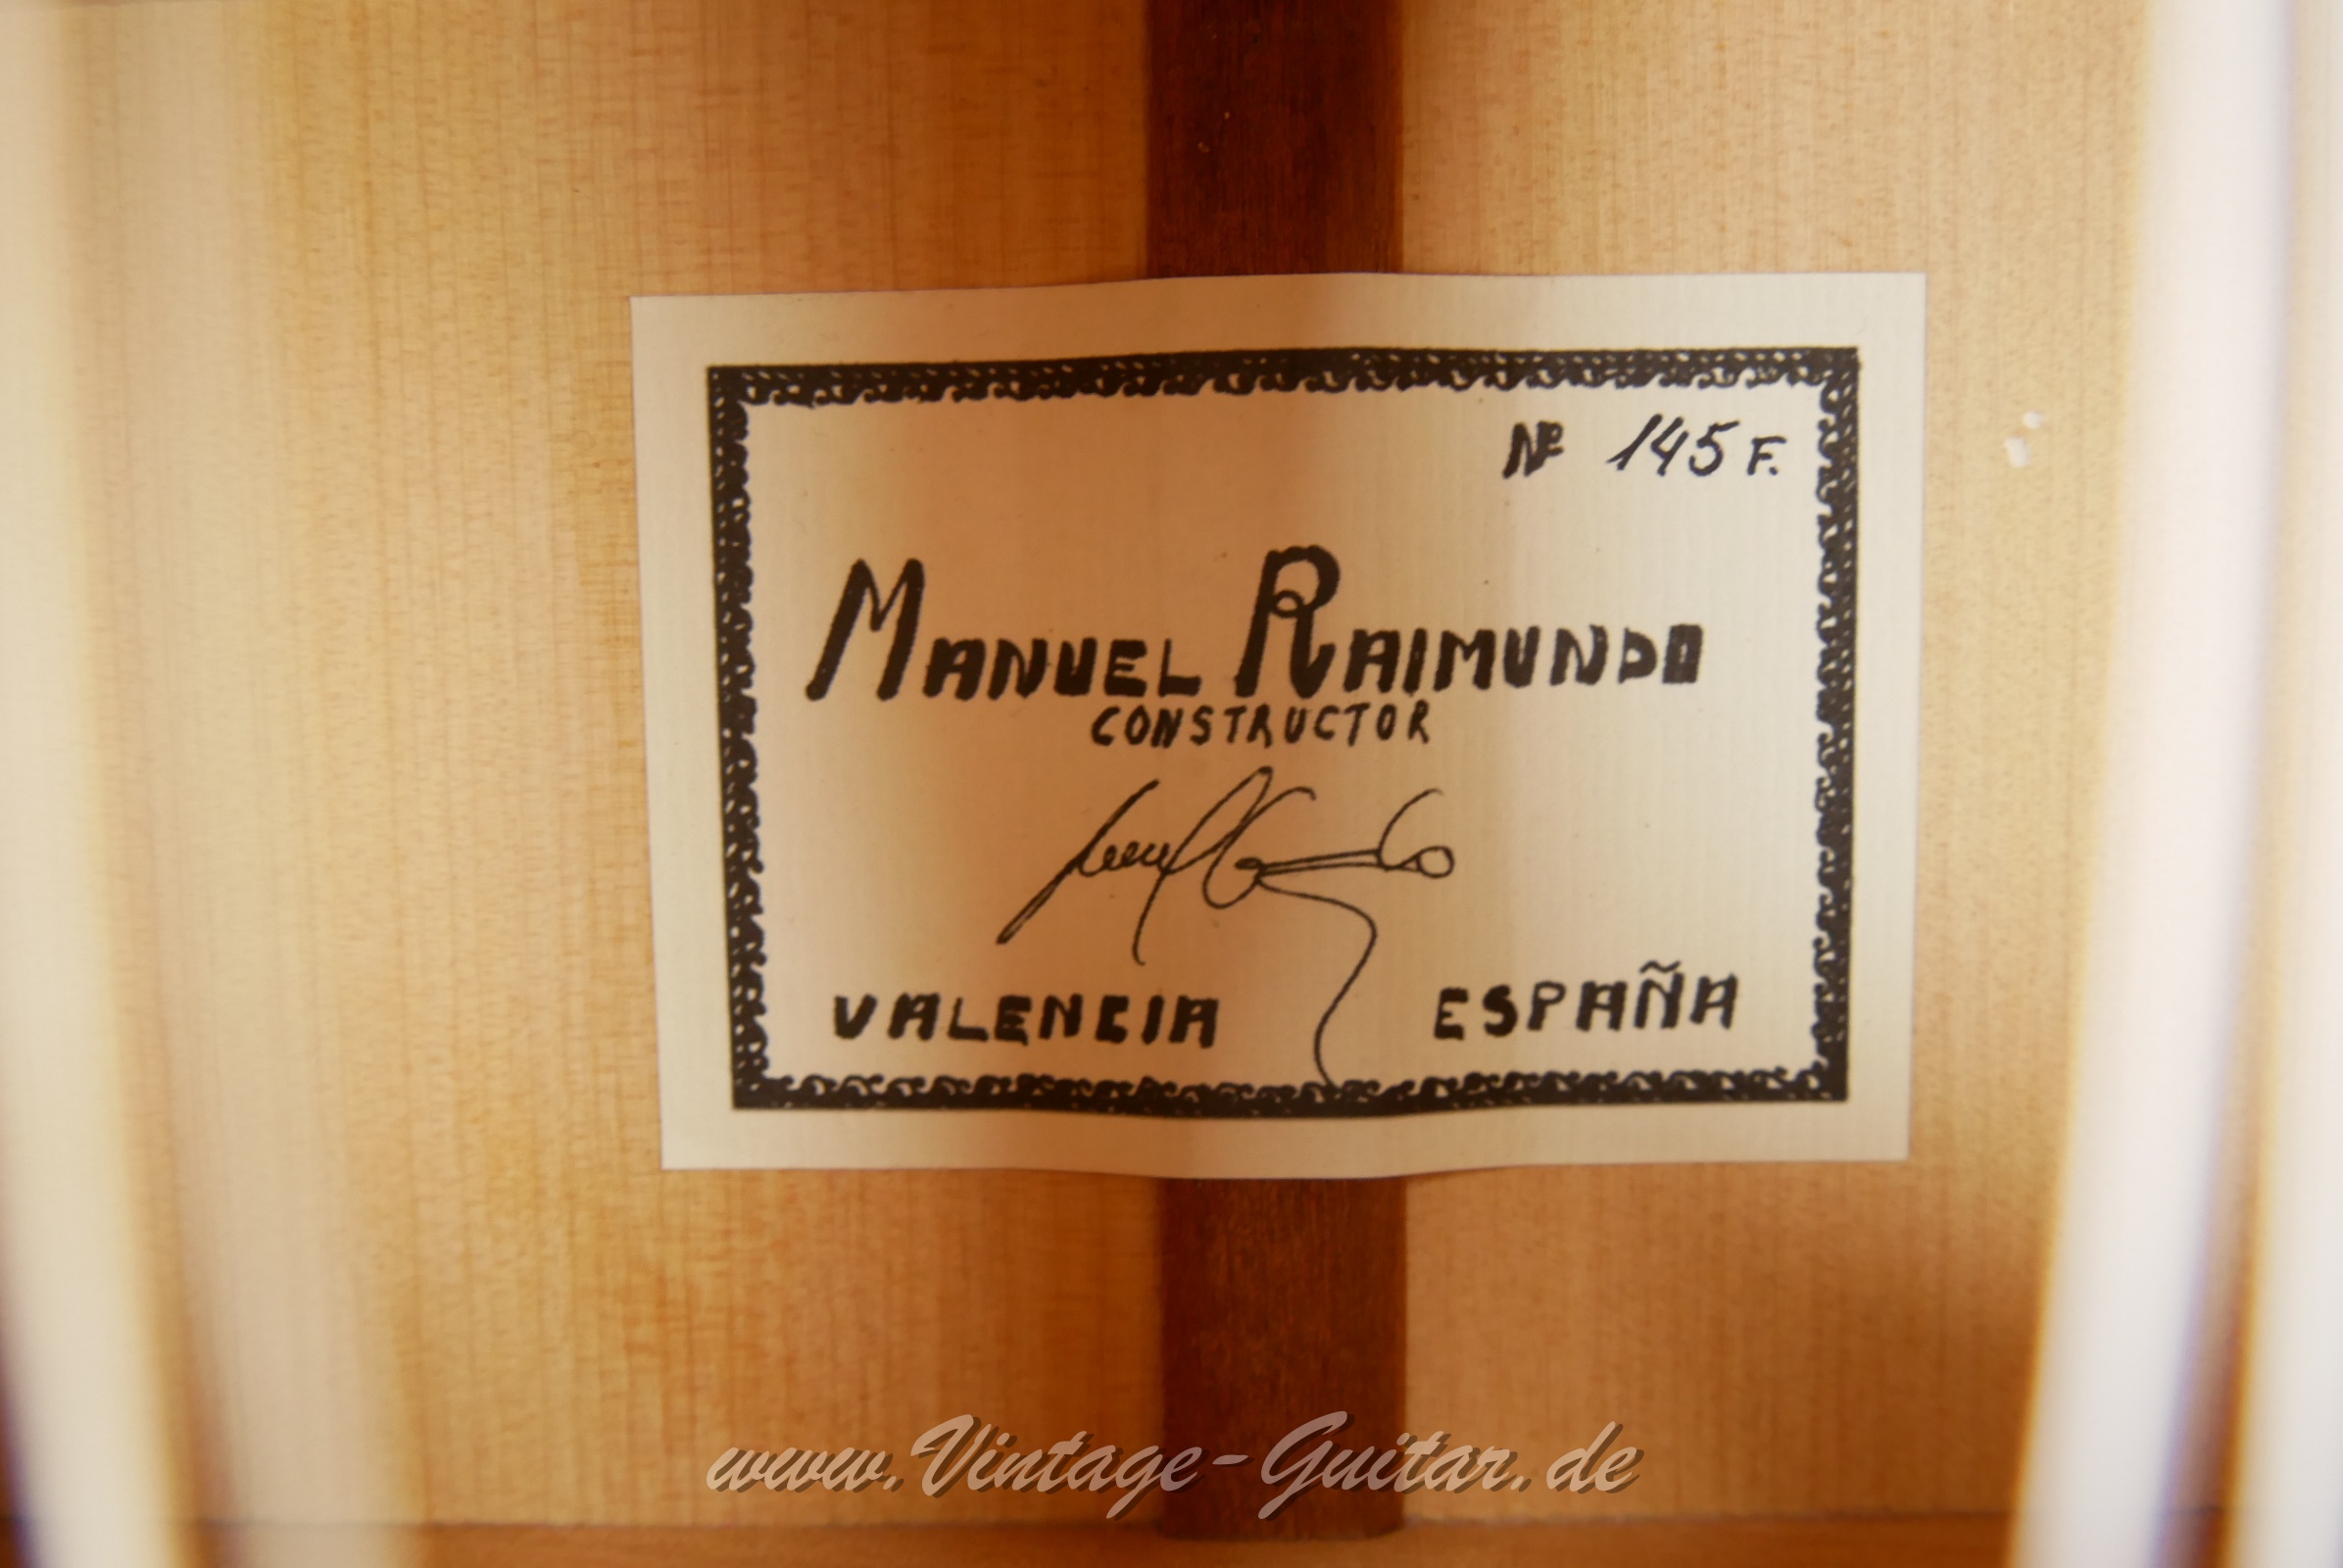 Nº 145 F.
MANUEL RAIMUNDO
CONSTRUCTOR
VALENCIA ESPAÑA
www.Vintage-Guitar.de